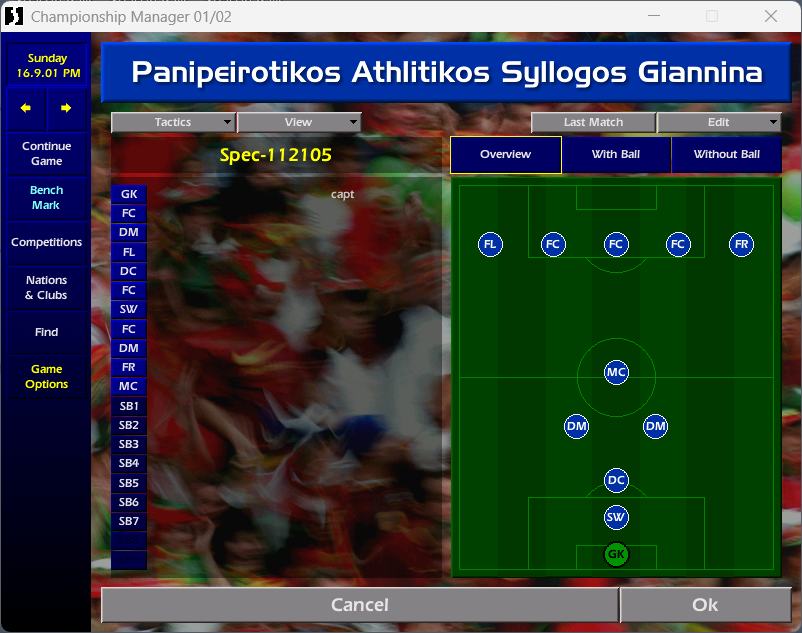 Championship Manager 01/02
Sunday
16.9.01 PM
Continue
Game
Bench
Mark
Competitions
Nations
& Clubs
Find
Game
Options
Panipeirotikos Athlitikos Syllogos Giannina
Tactics
View
Last Match
Edit
Spec-112105
Overview
With Ball
Without Ball
GK capt
FC
DM
FL
DC
FC
SW
FC
DM
FR
MC
SB1
SB2
SB3
SB4
SB5
SB6
SB7
FL FC FC FC FR
MC
DM DM
DC
SW
GK
Cancel
Ok